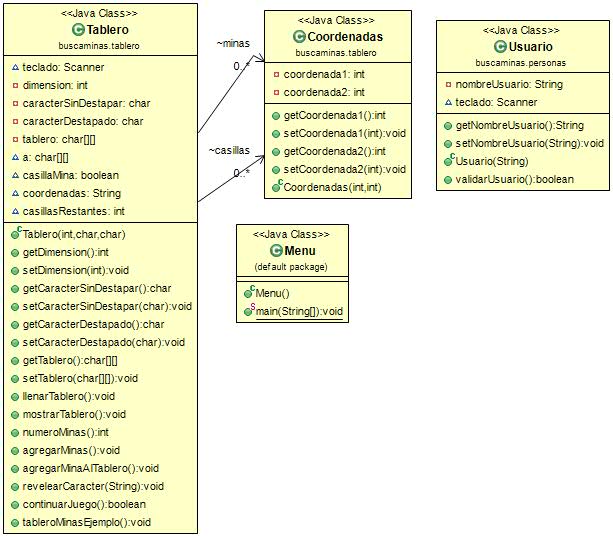 <<Java Class>>
Tablero
buscaminas.tablero
teclado: Scanner
dimension: int
caracterSinDestapar: char
caracterDestapado: char
tablero: char[][]
a: char[][]
casillaMina: boolean
coordenadas: String
casillasRestantes: int
Tablero(int,char,char)
getDimension():int
setDimension(int):void
getCaracterSinDestapar():char
setCaracterSinDestapar(char):void
getCaracterDestapado():char
setCaracterDestapado(char):void
getTablero():char[][]
setTablero(char[][]):void
llenarTablero():void
mostrarTablero():void
numeroMinas():int
agregarMinas():void
agregarMinaAlTablero():void
revelearCaracter(String):void
continuarJuego():boolean
tableroMinasEjemplo():void
~minas
0..*
~casillas
0..*
<<Java Class>>
Coordenadas
buscaminas.tablero
coordenada1: int
coordenada2: int
getCoordenada1():int
setCoordenada1(int):void
getCoordenada2():int
setCoordenada2(int):void
Coordenadas(int,int)
<<Java Class>>
Menu
(default package)
Menu()
main(String[]):void
<<Java Class>>
Usuario
buscaminas.personas
nombreUsuario: String
teclado: Scanner
getNombreUsuario():String
setNombreUsuario(String):void
Usuario(String)
validarUsuario():boolean